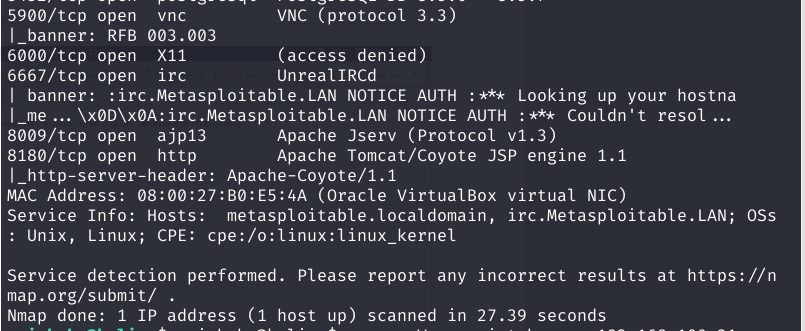 5900/tcp open  vnc         VNC (protocol 3.3)
|_banner: RFB 003.003
6000/tcp open  X11         (access denied)
6667/tcp open  irc         UnrealIRCd
| banner: :irc.Metasploitable.LAN NOTICE AUTH :*** Looking up your hostna
|_me...\x0D\x0A:irc.Metasploitable.LAN NOTICE AUTH :*** Couldn't resol...
8009/tcp open  ajp13       Apache Jserv (Protocol v1.3)
8180/tcp open  http        Apache Tomcat/Coyote JSP engine 1.1
|_http-server-header: Apache-Coyote/1.1
MAC Address: 08:00:27:B0:E5:4A (Oracle VirtualBox virtual NIC)
Service Info: Hosts:  metasploitable.localdomain, irc.Metasploitable.LAN; OSs
: Unix, Linux; CPE: cpe:/o:linux:linux_kernel
Service detection performed. Please report any incorrect results at https://n
map.org/submit/ .
Nmap done: 1 IP address (1 host up) scanned in 27.39 seconds